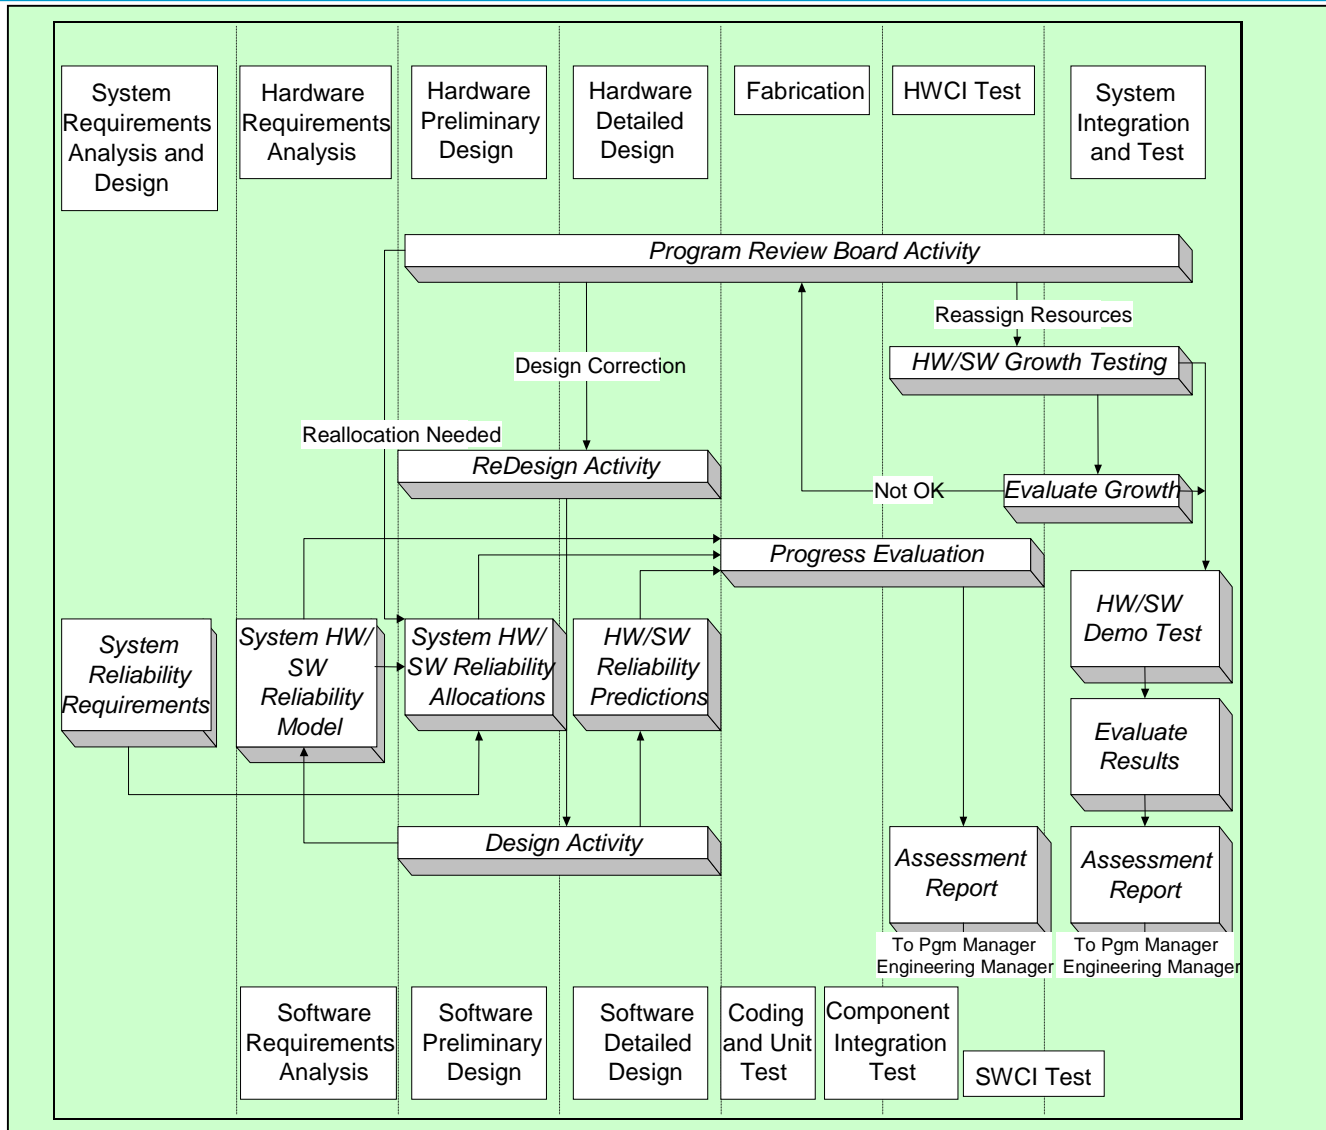 System
Requirements
Analysis and
Design
Hardware
Requirements
Analysis
Hardware
Preliminary
Design
Hardware
Detailed
Design
Fabrication
HWCI Test
System
Integration
and Test
Program Review Board Activity
Reassign Resources
HW/SW Growth Testing
Design Correction
Reallocation Needed
ReDesign Activity
Not OK
Evaluate Growth
Progress Evaluation
System
Reliability
Requirements
System HW/
SW
Reliability
Model
System HW/
SW Reliability
Allocations
HW/SW
Reliability
Predictions
HW/SW
Demo Test
Evaluate
Results
Design Activity
Assessment
Report
Assessment
Report
To Pgm Manager
Engineering Manager
To Pgm Manager
Engineering Manager
Software
Requirements
Analysis
Software
Preliminary
Design
Software
Detailed
Design
Coding
and Unit
Test
Component
Integration
Test
SWCI Test